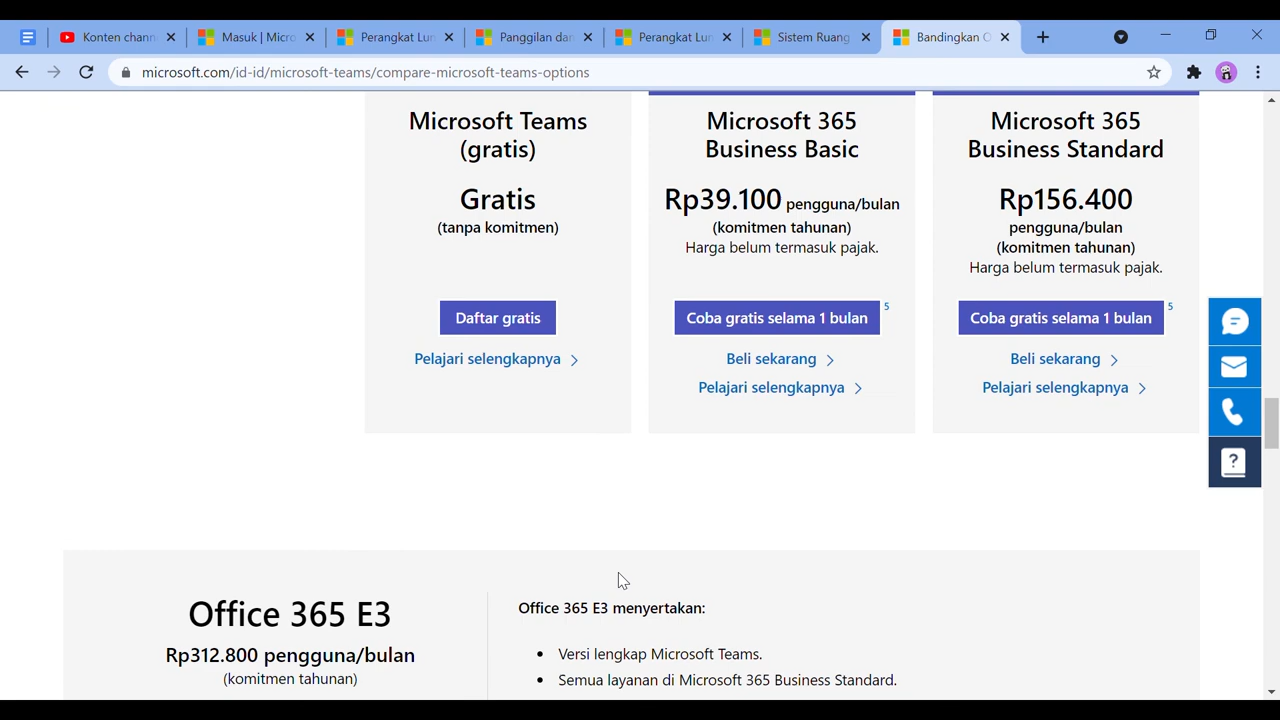 Konten chann
Masuk | Micro
Perangkat Lun
Panggilan dan
Perangkat Lun
Sistem Ruang
Bandingkan O
microsoft.com/id-id/microsoft-teams/compare-microsoft-teams-options
Microsoft Teams
(gratis)
Gratis
(tanpa komitmen)
Daftar gratis
Pelajari selengkapnya
Microsoft 365
Business Basic
Rp39.100 pengguna/bulan
(komitmen tahunan)
Harga belum termasuk pajak.
Coba gratis selama 1 bulan 5
Beli sekarang
Pelajari selengkapnya
Microsoft 365
Business Standard
Rp156.400
pengguna/bulan
(komitmen tahunan)
Harga belum termasuk pajak.
Coba gratis selama 1 bulan 5
Beli sekarang
Pelajari selengkapnya
Office 365 E3
Rp312.800 pengguna/bulan
(komitmen tahunan)
Office 365 E3 menyertakan:
• Versi lengkap Microsoft Teams.
• Semua layanan di Microsoft 365 Business Standard.